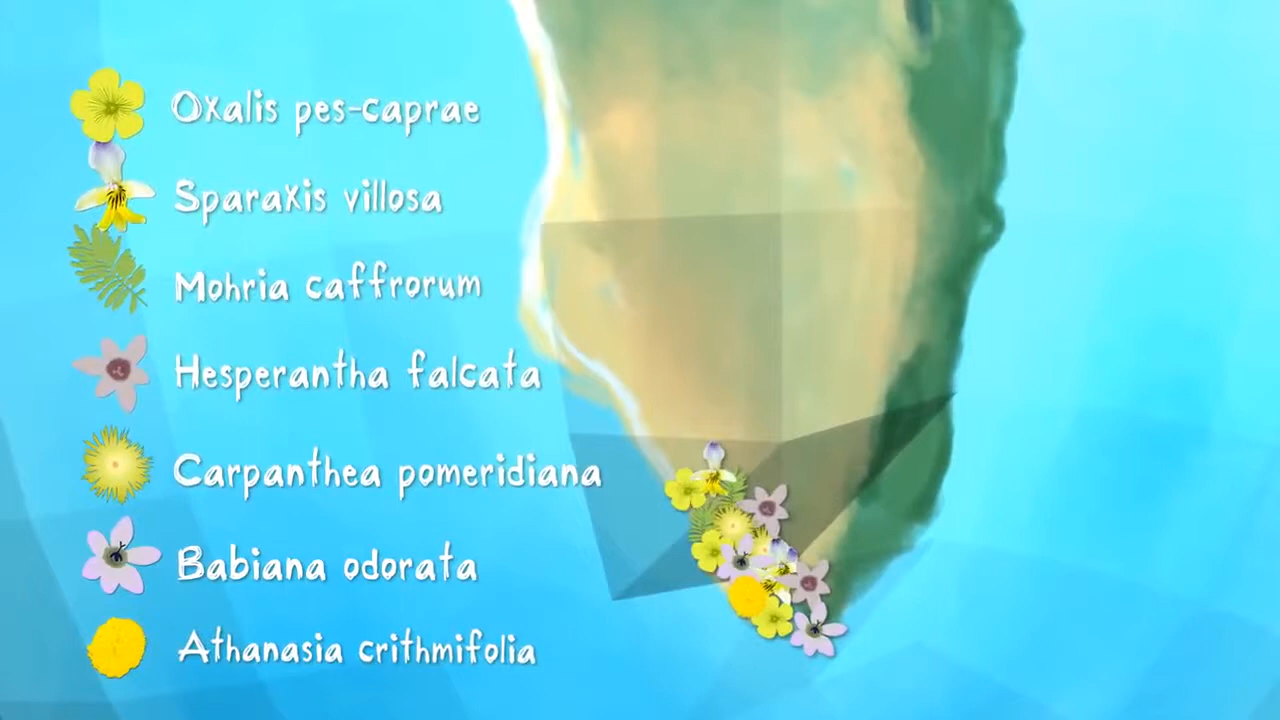 Oxalis pes-caprae
Sparaxis villosa
Mohria caffrorum
Hesperantha falcata
Carpanthea pomeridiana
Babiana odorata
Athanasia crithmifolia